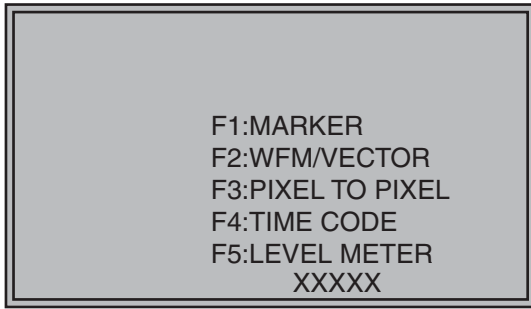 F1:MARKER
F2:WFM/VECTOR
F3:PIXEL TO PIXEL
F4:TIME CODE
F5:LEVEL METER
XXXXX